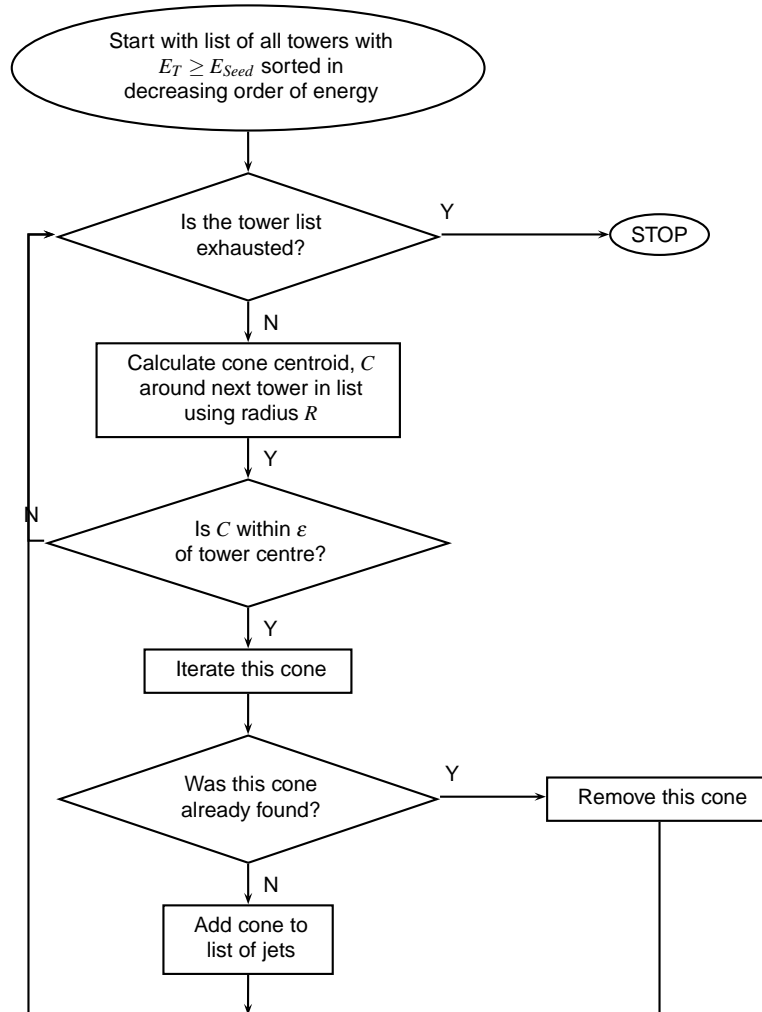 Start with list of all towers with
E_T ≥ E_Seed sorted in
decreasing order of energy
Is the tower list
exhausted?
Y
STOP
N
Calculate cone centroid, C
around next tower in list
using radius R
Y
N
Is C within ε
of tower centre?
Y
Iterate this cone
Was this cone
already found?
Y
Remove this cone
N
Add cone to
list of jets